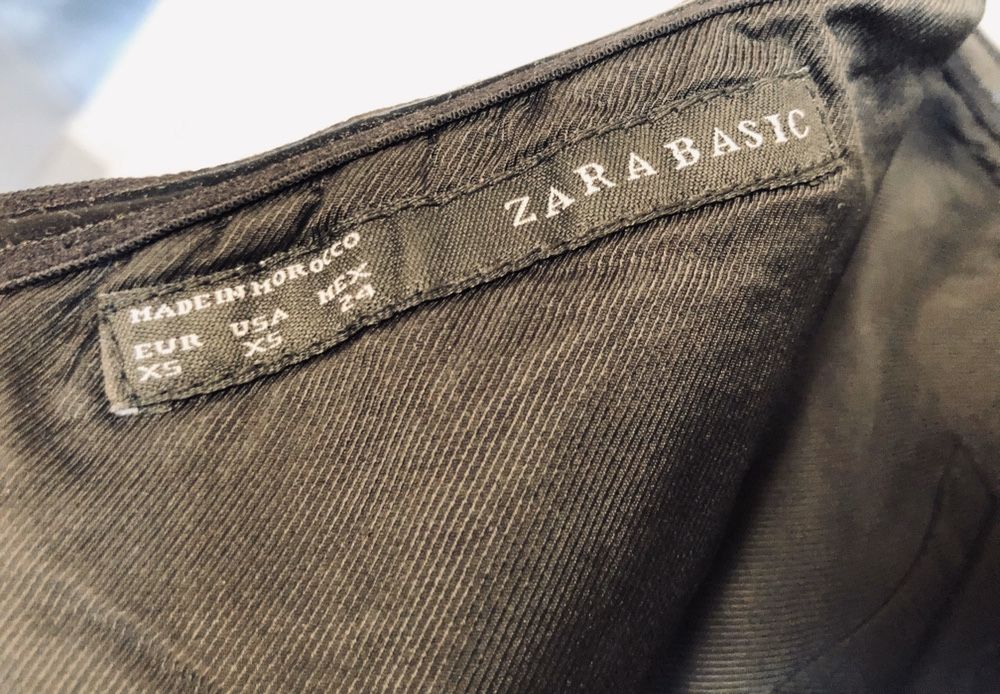 ZARA BASIC
MADE IN MOROCCO
EUR USA MEX
XS XS 24